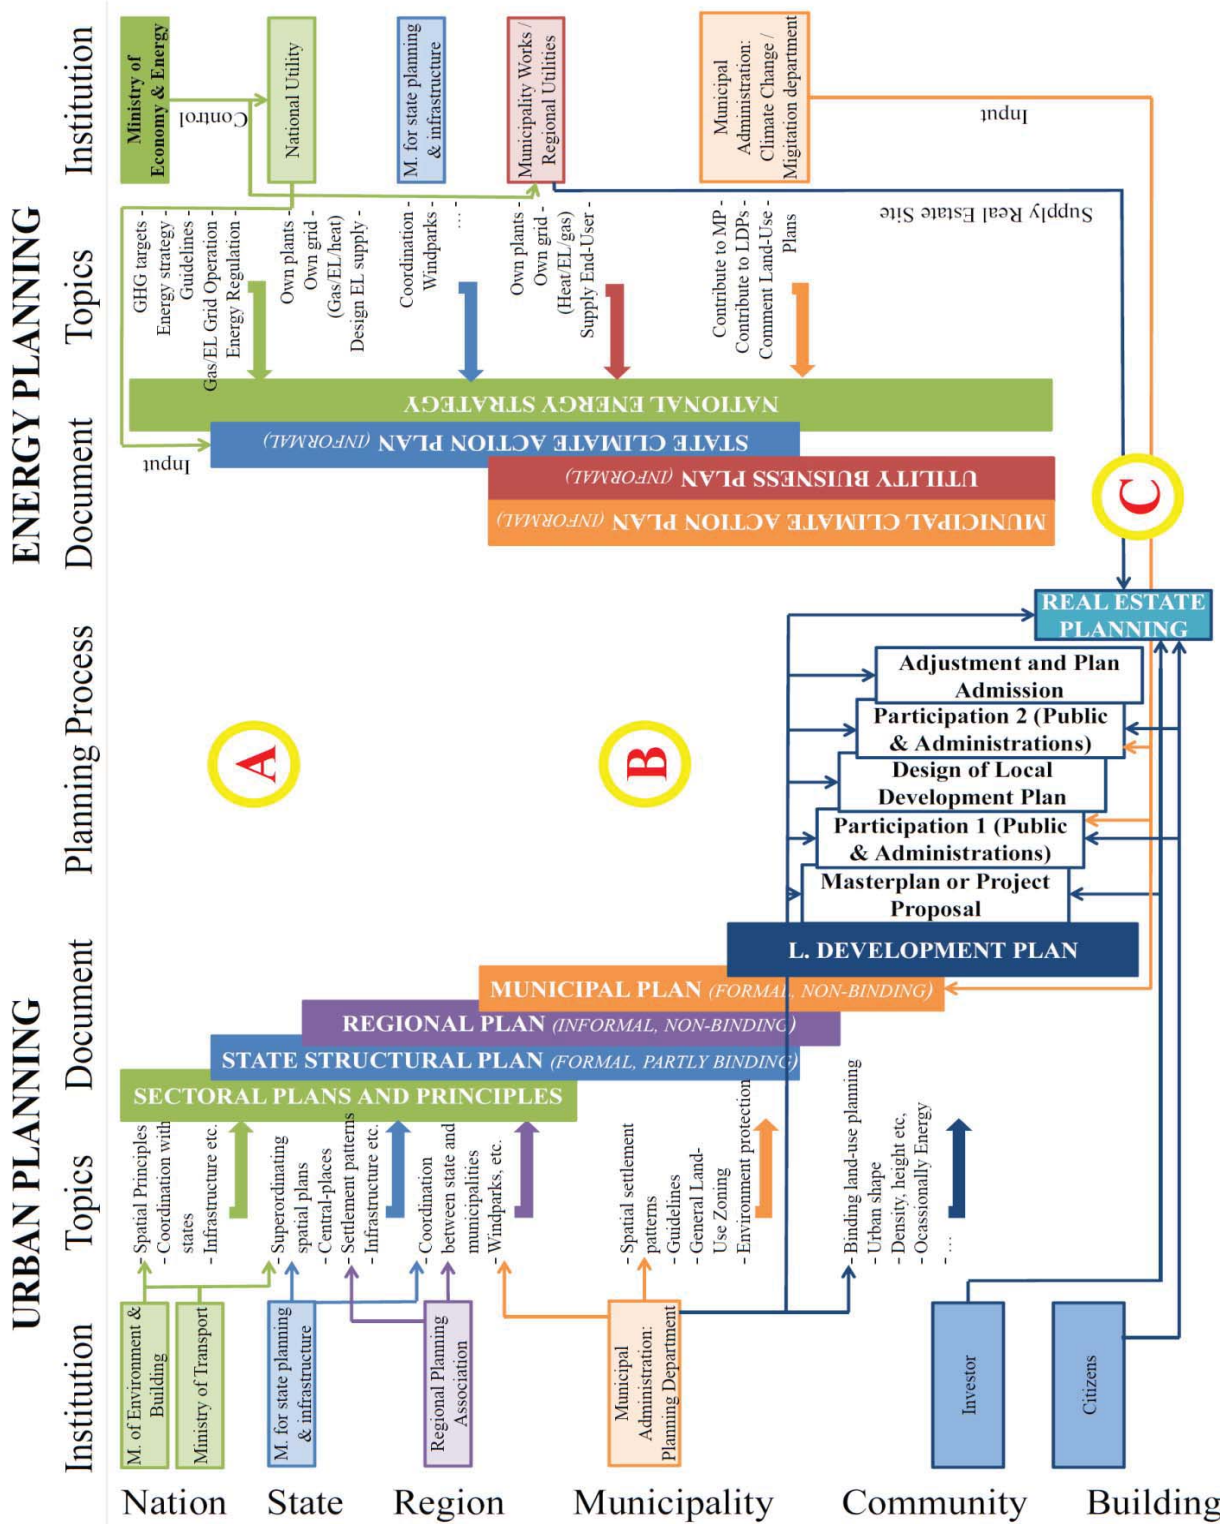 URBAN PLANNING
ENERGY PLANNING
Institution
Topics
Document
Planning Process
Document
Topics
Institution
Nation
State
Region
Municipality
Community
Building
M. of Environment &
Building
Ministry of Transport
M. for state planning
& infrastructure
Regional Planning
Association
Municipal
Administration:
Planning Department
Investor
Citizens
- Spatial Principles
- Coordination with
states
- Infrastructure etc.
- Superordinating
spatial plans
- Central-places
- Settlement patterns
- Infrastructure etc.
- Coordination
between state and
municipalities
- Windparks, etc.
- Spatial settlement
patterns
- Guidelines
- General Land-
Use Zoning
- Environment protection
- Binding land-use planning
- Urban shape
- Density, height etc,
- Ocassionally Energy
- …
SECTORAL PLANS AND PRINCIPLES
STATE STRUCTURAL PLAN (FORMAL, PARTLY BINDING)
REGIONAL PLAN (INFORMAL, NON-BINDING)
MUNICIPAL PLAN (FORMAL, NON-BINDING)
L. DEVELOPMENT PLAN
A
B
C
Masterplan or Project
Proposal
Participation 1 (Public
& Administrations)
Design of Local
Development Plan
Participation 2 (Public
& Administrations)
Adjustment and Plan
Admission
REAL ESTATE
PLANNING
MUNICIPAL CLIMATE ACTION PLAN (INFORMAL)
UTILITY BUISNESS PLAN (INFORMAL)
STATE CLIMATE ACTION PLAN (INFORMAL)
NATIONAL ENERGY STRATEGY
Input
GHG targets -
Energy strategy -
Guidelines -
Gas/EL Grid Operation -
Energy Regulation -
Own plants -
Own grid -
(Gas/EL/heat)
Design EL supply -
Coordination -
Windparks -
… -
Own plants -
Own grid -
(Heat/EL/gas)
Supply End-User -
Contribute to MP -
Contribute to LDPs -
Comment Land-Use -
Plans
Ministry of
Economy & Energy
Control
National Utility
M. for state planning
& infrastructure
Municipality Works /
Regional Utilities
Municipal
Administration:
Climate Change /
Migitation department
Supply Real Estate Site
Input